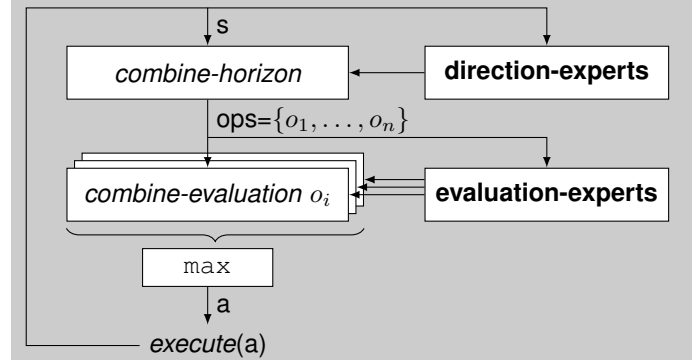 s
combine-horizon
direction-experts
ops={o₁, . . . , oₙ}
combine-evaluation oᵢ
evaluation-experts
max
a
execute(a)